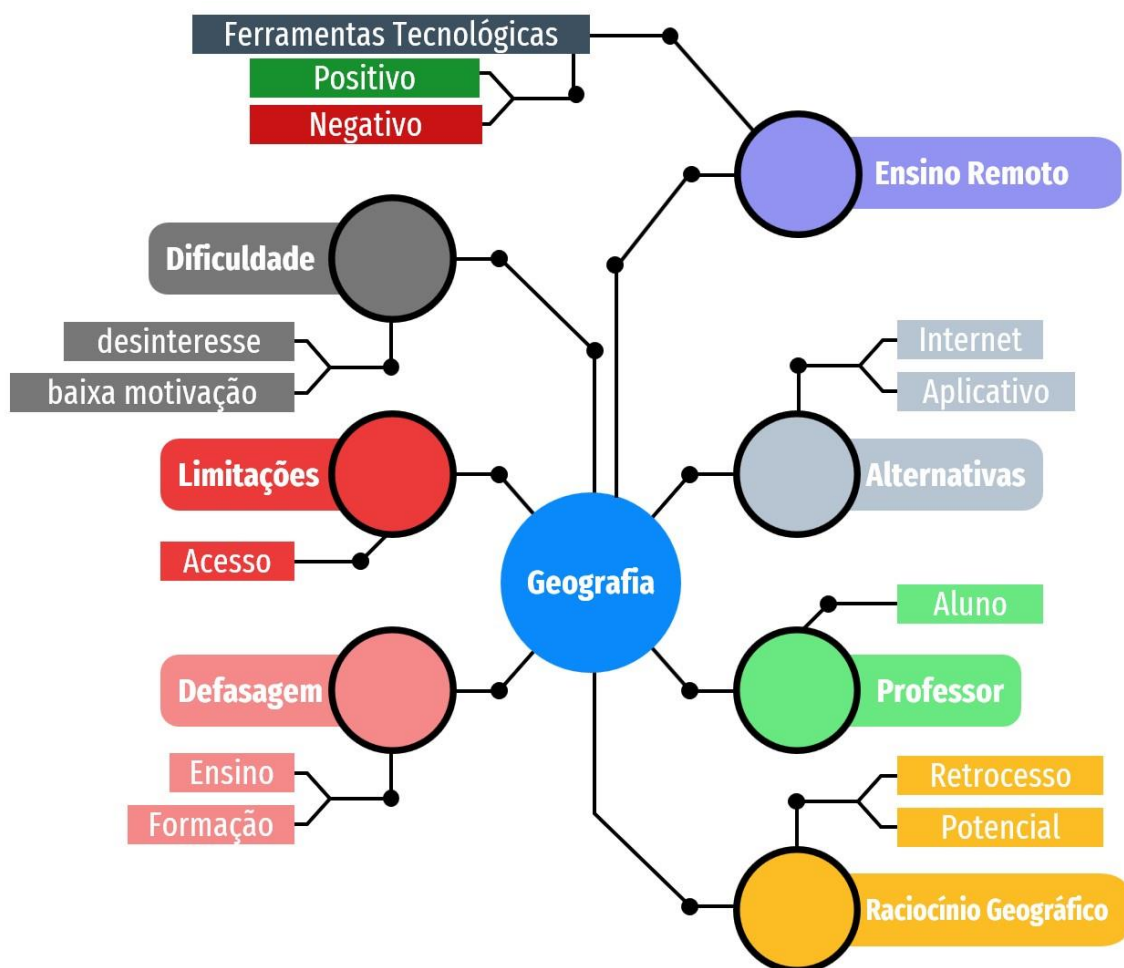 Ferramentas Tecnológicas
Positivo
Negativo
Ensino Remoto
Dificuldade
desinteresse
baixa motivação
Internet
Aplicativo
Limitações
Alternativas
Acesso
Geografia
Aluno
Defasagem
Professor
Ensino
Formação
Retrocesso
Potencial
Raciocínio Geográfico